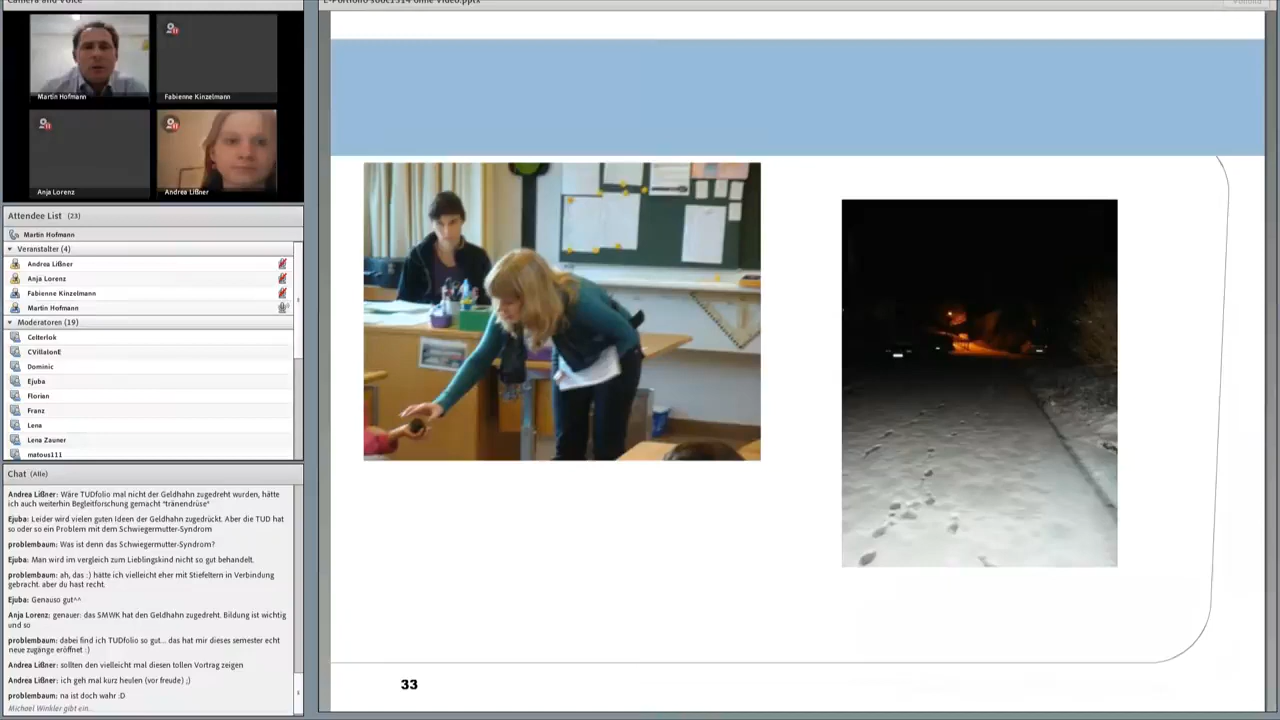 Camera and Voice
E-Portfolio sooc1314 ohne Video.pptx
Martin Hofmann
Fabienne Kinzelmann
Anja Lorenz
Andrea Lißner
Attendee List (23)
Martin Hofmann
Veranstalter (4)
Andrea Lißner
Anja Lorenz
Fabienne Kinzelmann
Martin Hofmann
Moderatoren (19)
Celterlok
CVillalonE
Dominic
Ejuba
Florian
Franz
Lena
Lena Zauner
matous111
Chat (Alle)
Andrea Lißner: Wäre TUDfolio mal nicht der Geldhahn zugedreht wurden, hätte
ich auch weiterhin Begleitforschung gemacht *tränendrüse*
Ejuba: Leider wird vielen guten Ideen der Geldhahn zugedrückt. Aber die TUD hat
so oder so ein Problem mit dem Schwiegermutter-Syndrom
problembaum: Was ist denn das Schwiegermutter-Syndrom?
Ejuba: Man wird im vergleich zum Lieblingskind nicht so gut behandelt.
problembaum: ah, das :) hätte ich vielleicht eher mit Stiefeltern in Verbindung
gebracht. aber du hast recht.
Ejuba: Genauso gut^^
Anja Lorenz: genauer: das SMWK hat den Geldhahn zugedreht. Bildung ist wichtig
und so
problembaum: dabei find ich TUDfolio so gut... das hat mir dieses semester echt
neue zugänge eröffnet :)
Andrea Lißner: sollten den vielleicht mal diesen tollen Vortrag zeigen
Andrea Lißner: ich geh mal kurz heulen (vor freude) ;)
problembaum: na ist doch wahr :D
Michael Winkler gibt ein...
33